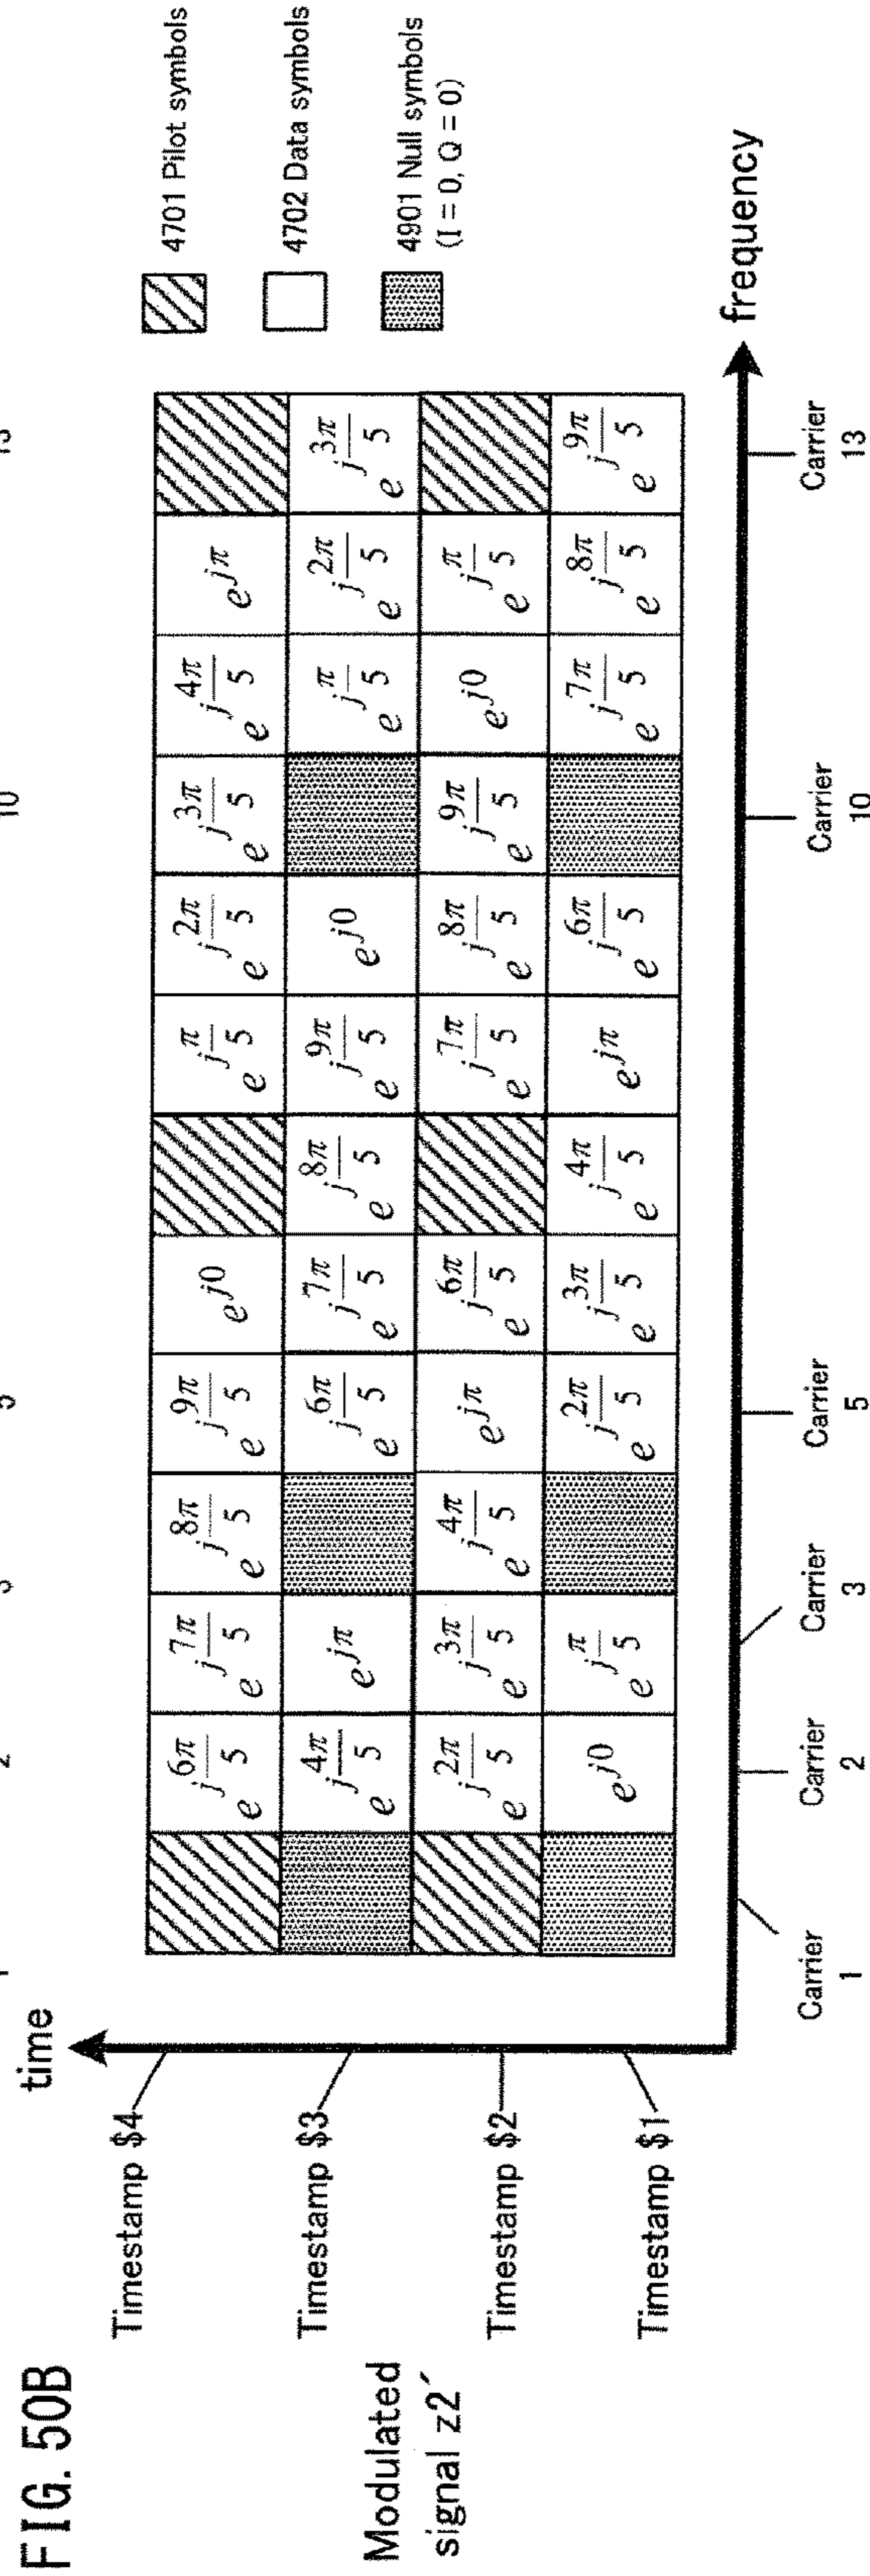 FIG. 50B
time
Modulated
signal z2´
Timestamp $4
e^{j6π/5} e^{j7π/5} e^{j8π/5} e^{j9π/5} e^{j0} e^{jπ/5} e^{j2π/5} e^{j3π/5} e^{j4π/5} e^{jπ}
Timestamp $3
e^{j4π/5} e^{jπ} e^{j6π/5} e^{j7π/5} e^{j8π/5} e^{j9π/5} e^{j0} e^{jπ/5} e^{j2π/5} e^{j3π/5}
Timestamp $2
e^{j2π/5} e^{j3π/5} e^{j4π/5} e^{jπ} e^{j6π/5} e^{j7π/5} e^{j8π/5} e^{j9π/5} e^{j0} e^{jπ/5}
Timestamp $1
e^{j0} e^{jπ/5} e^{j2π/5} e^{j3π/5} e^{j4π/5} e^{jπ} e^{j6π/5} e^{j7π/5} e^{j8π/5} e^{j9π/5}
frequency
Carrier
1
Carrier
2
Carrier
3
Carrier
5
Carrier
10
Carrier
13
4701 Pilot symbols
4702 Data symbols
4901 Null symbols
(I = 0, Q = 0)